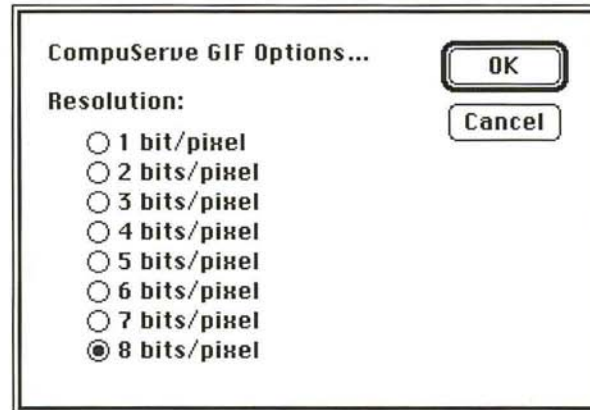 CompuServe GIF Options...
OK
Resolution:
Cancel
1 bit/pixel
2 bits/pixel
3 bits/pixel
4 bits/pixel
5 bits/pixel
6 bits/pixel
7 bits/pixel
8 bits/pixel